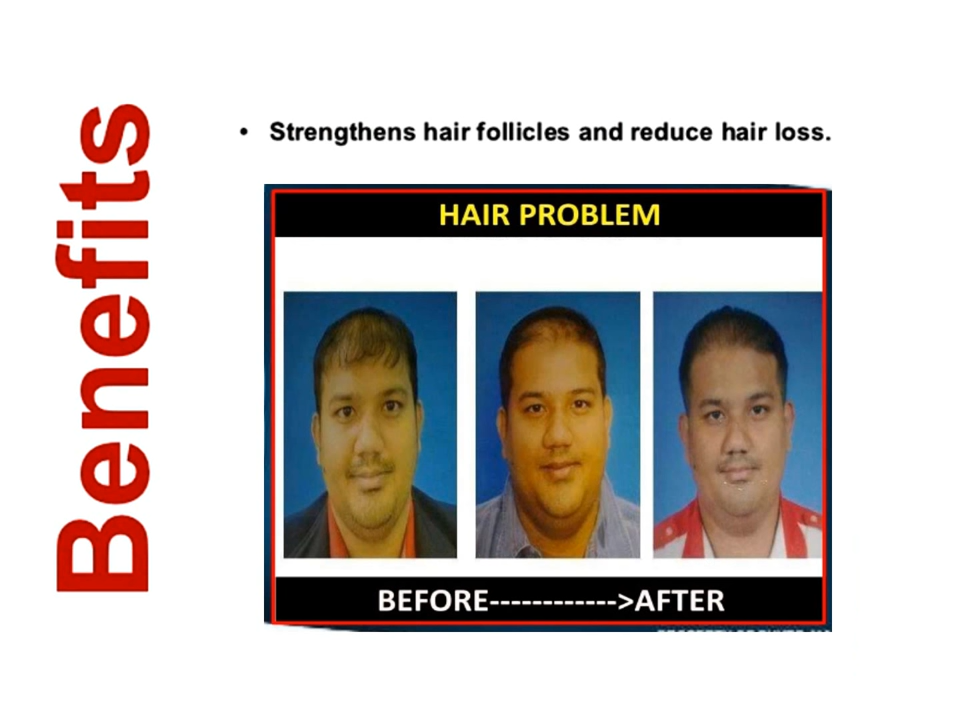 Benefits
• Strengthens hair follicles and reduce hair loss.
HAIR PROBLEM
BEFORE------------>AFTER